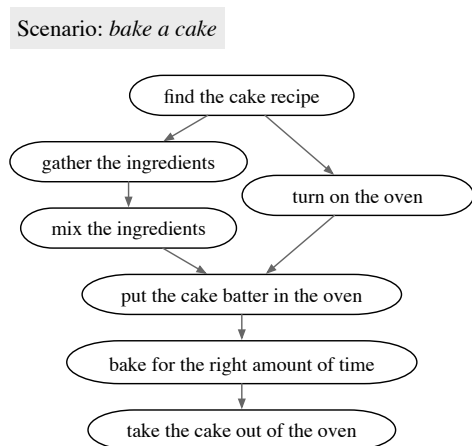 Scenario: bake a cake
find the cake recipe
gather the ingredients
turn on the oven
mix the ingredients
put the cake batter in the oven
bake for the right amount of time
take the cake out of the oven